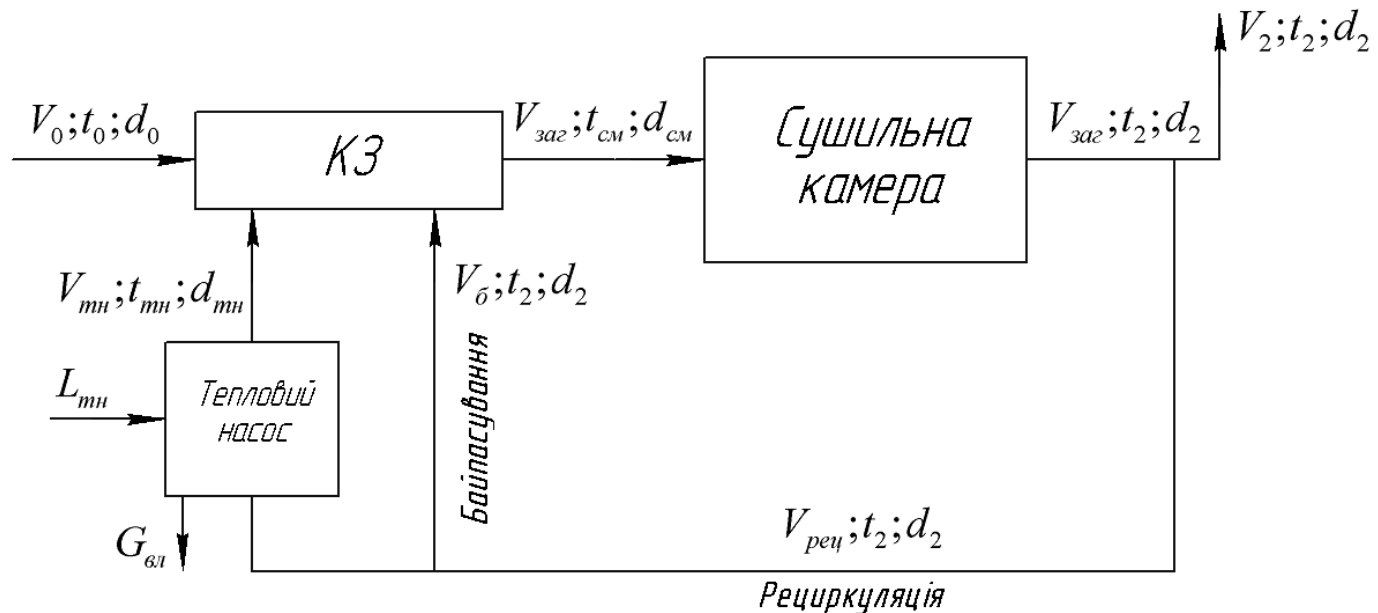 V₂;t₂;d₂
V₀;t₀;d₀
КЗ
V_заг;t_см;d_см
Сушильна
камера
V_заг;t₂;d₂
V_тн;t_тн;d_тн
V_б;t₂;d₂
Байпасування
L_тн
Тепловий
насос
G_вл
V_рец;t₂;d₂
Рециркуляція